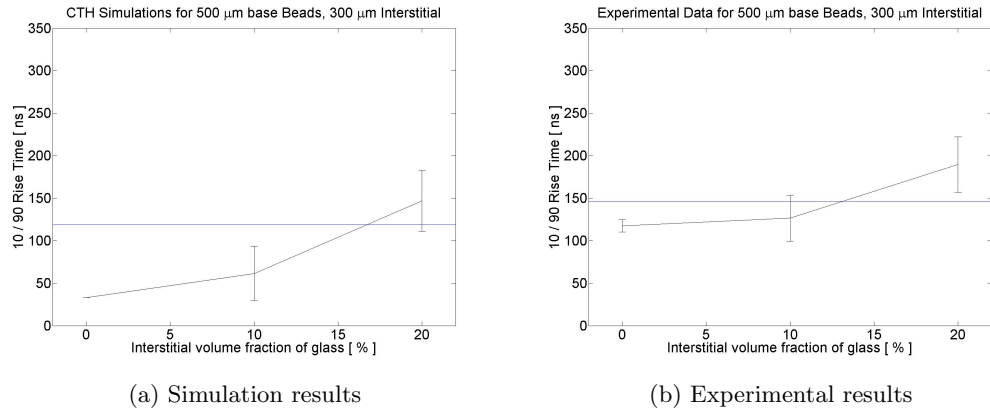 CTH Simulations for 500 μm base Beads, 300 μm Interstitial
350
300
250
200
150
100
50
0
10 / 90 Rise Time [ ns ]
0 5 10 15 20
Interstitial volume fraction of glass [ % ]
(a) Simulation results
Experimental Data for 500 μm base Beads, 300 μm Interstitial
350
300
250
200
150
100
50
0
10 / 90 Rise Time [ ns ]
0 5 10 15 20
Interstitial volume fraction of glass [ % ]
(b) Experimental results